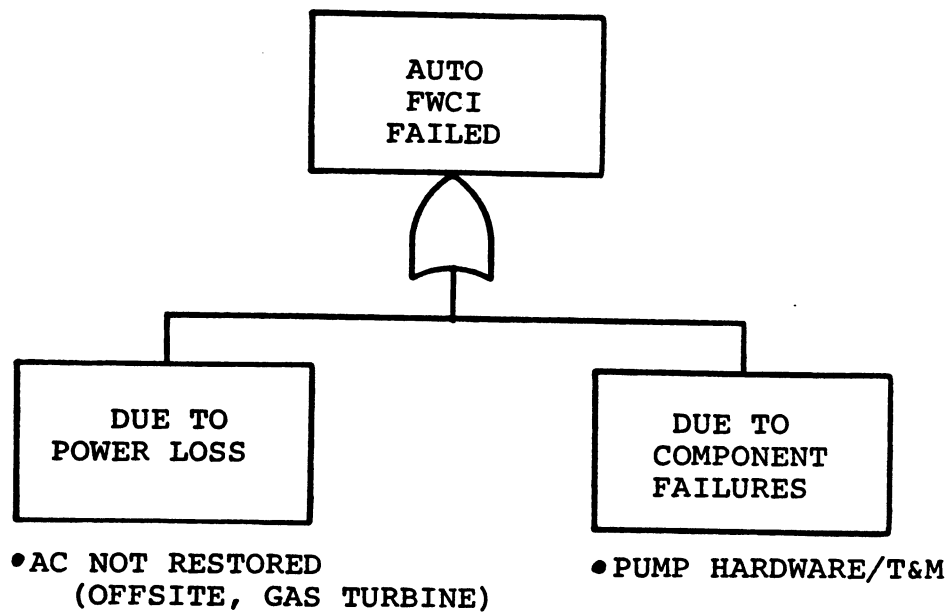 AUTO
FWCI
FAILED
DUE TO
POWER LOSS
DUE TO
COMPONENT
FAILURES
•AC NOT RESTORED
(OFFSITE, GAS TURBINE)
•PUMP HARDWARE/T&M